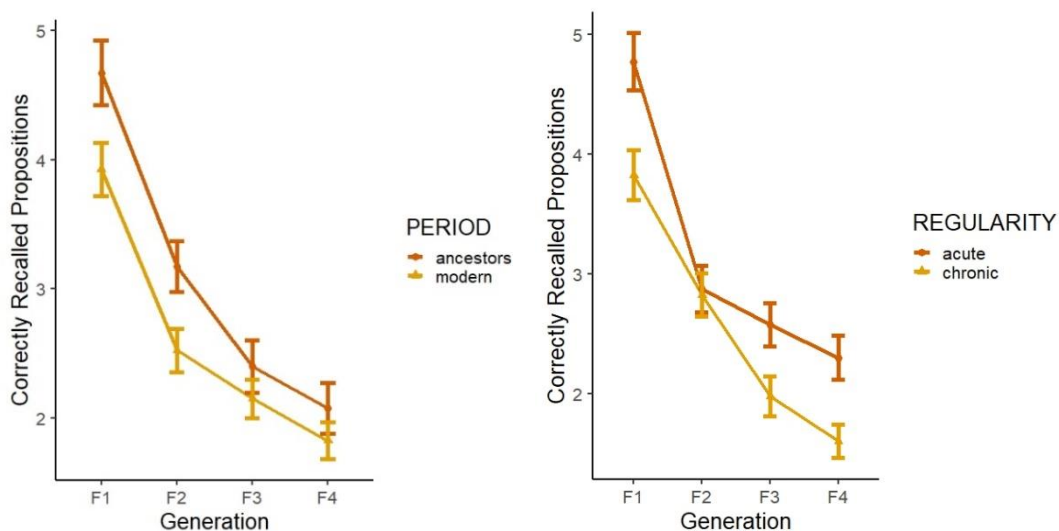 5
4
3
2
Correctly Recalled Propositions
F1 F2 F3 F4
Generation
PERIOD
ancestors
modern
5
4
3
2
Correctly Recalled Propositions
F1 F2 F3 F4
Generation
REGULARITY
acute
chronic